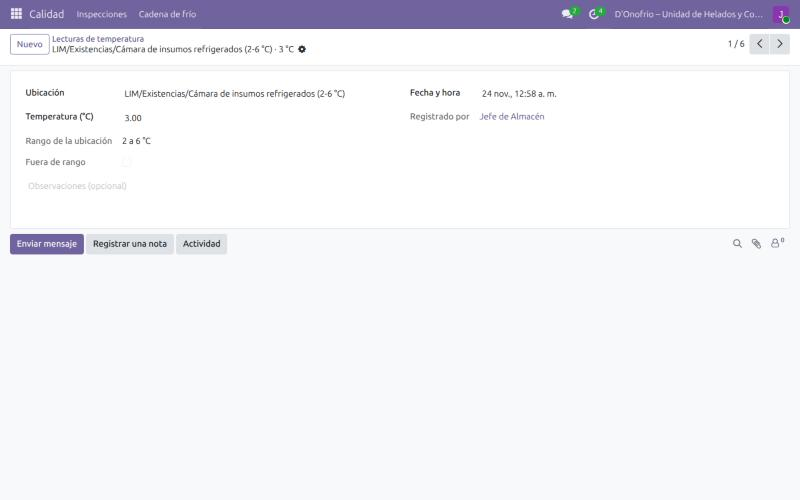 Calidad Inspecciones Cadena de frío 2 4 D'Onofrio – Unidad de Helados y Co... J
Nuevo Lecturas de temperatura
LIM/Existencias/Cámara de insumos refrigerados (2-6 °C) · 3 °C 1 / 6
Ubicación LIM/Existencias/Cámara de insumos refrigerados (2-6 °C) Fecha y hora 24 nov., 12:58 a. m.
Temperatura (°C) 3.00 Registrado por Jefe de Almacén
Rango de la ubicación 2 a 6 °C
Fuera de rango
Observaciones (opcional)
Enviar mensaje Registrar una nota Actividad 0